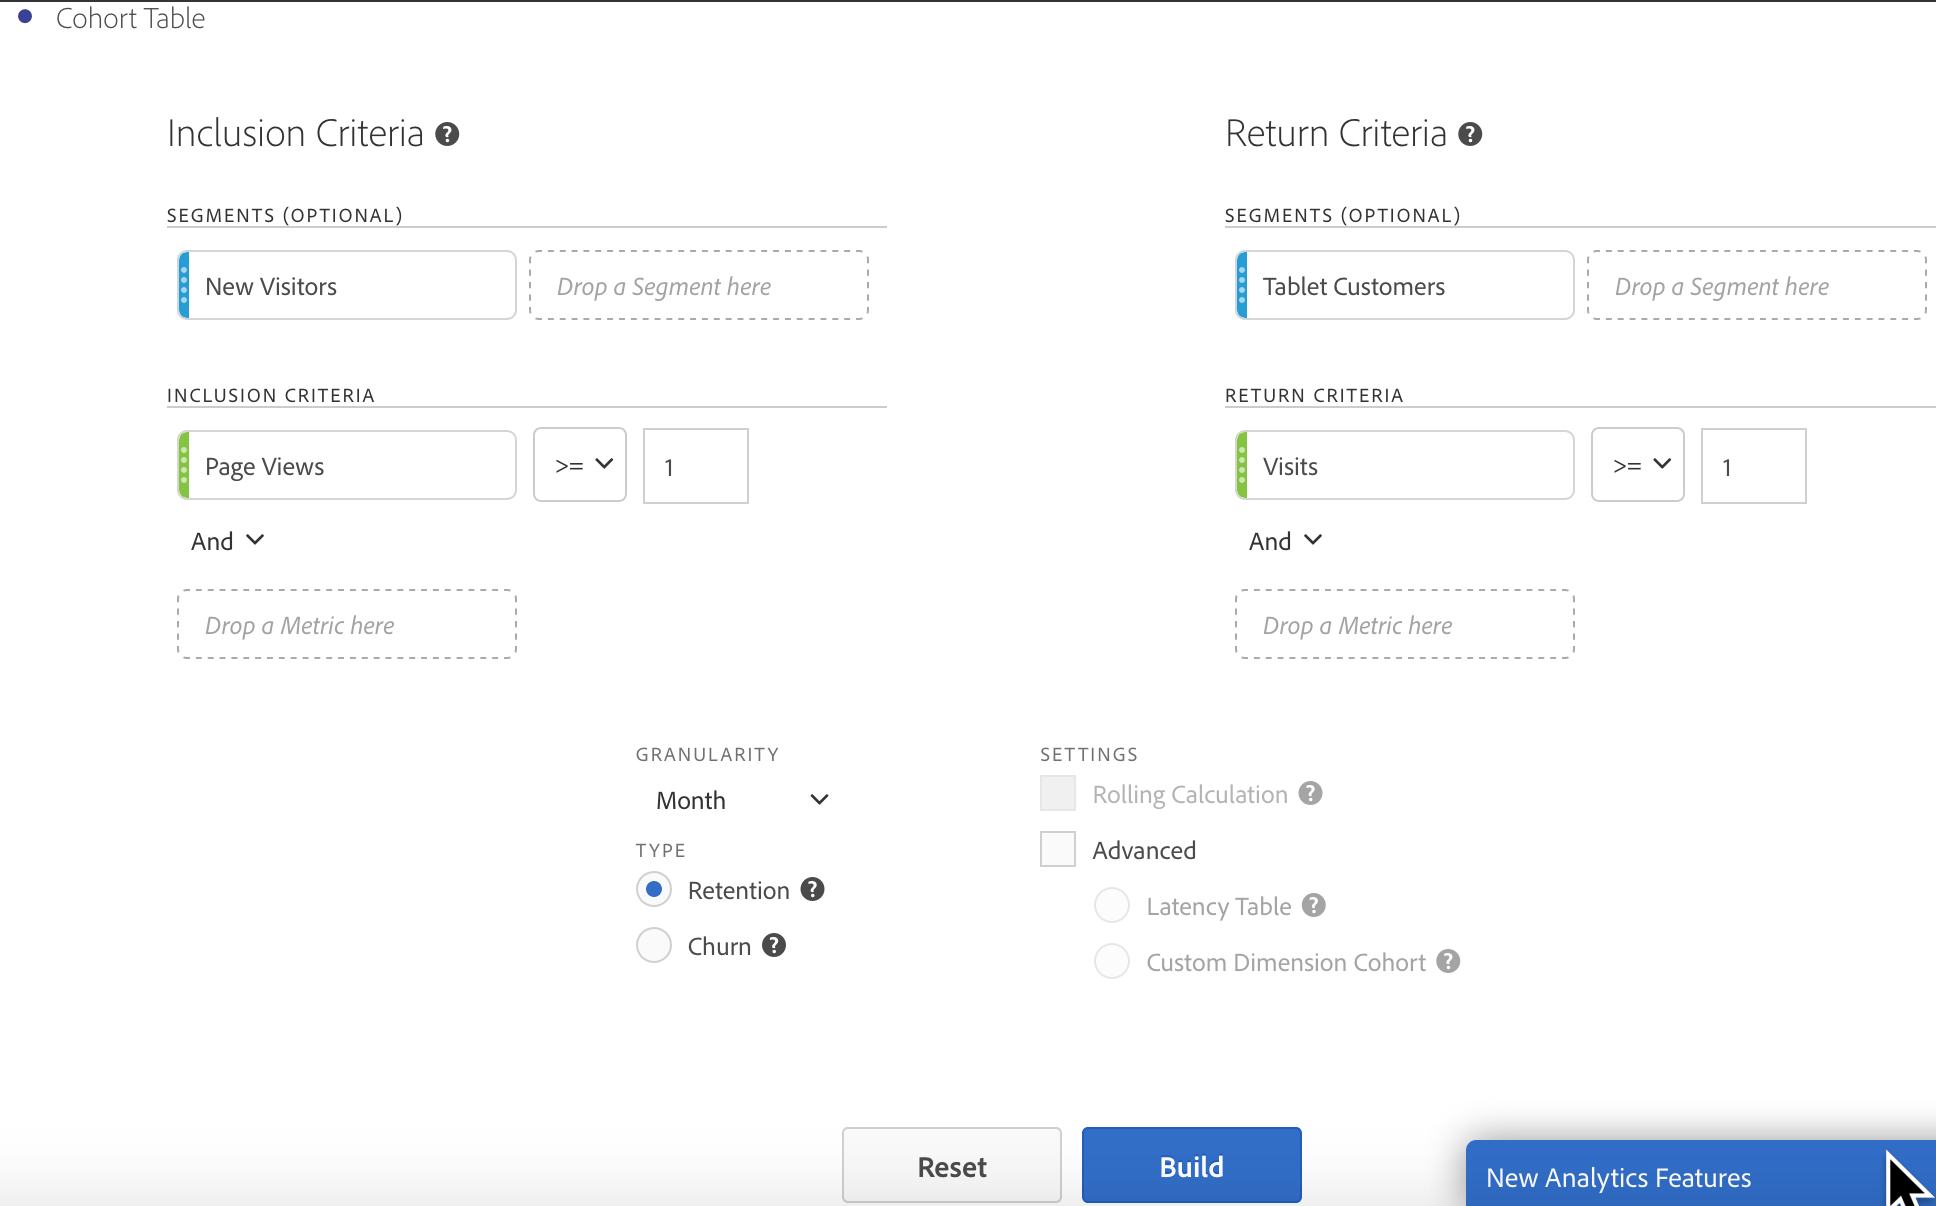 Cohort Table
Inclusion Criteria ?
SEGMENTS (OPTIONAL)
New Visitors
Drop a Segment here
INCLUSION CRITERIA
Page Views
>=
1
And
Drop a Metric here
Return Criteria ?
SEGMENTS (OPTIONAL)
Tablet Customers
Drop a Segment here
RETURN CRITERIA
Visits
>=
1
And
Drop a Metric here
GRANULARITY
Month
TYPE
Retention ?
Churn ?
SETTINGS
Rolling Calculation ?
Advanced
Latency Table ?
Custom Dimension Cohort ?
Reset
Build
New Analytics Features